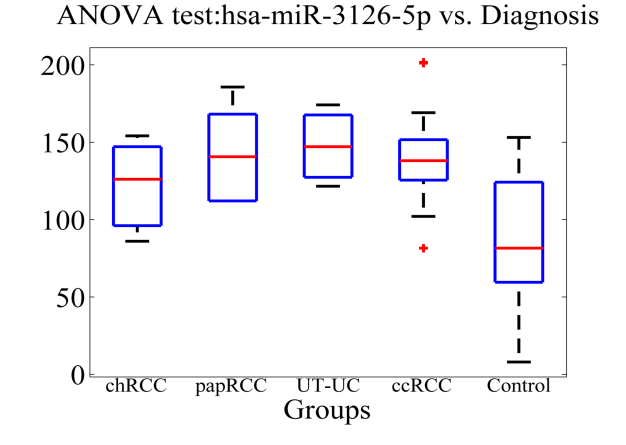 ANOVA test:hsa-miR-3126-5p vs. Diagnosis
200
150
100
50
0
chRCC papRCC UT-UC ccRCC Control
Groups